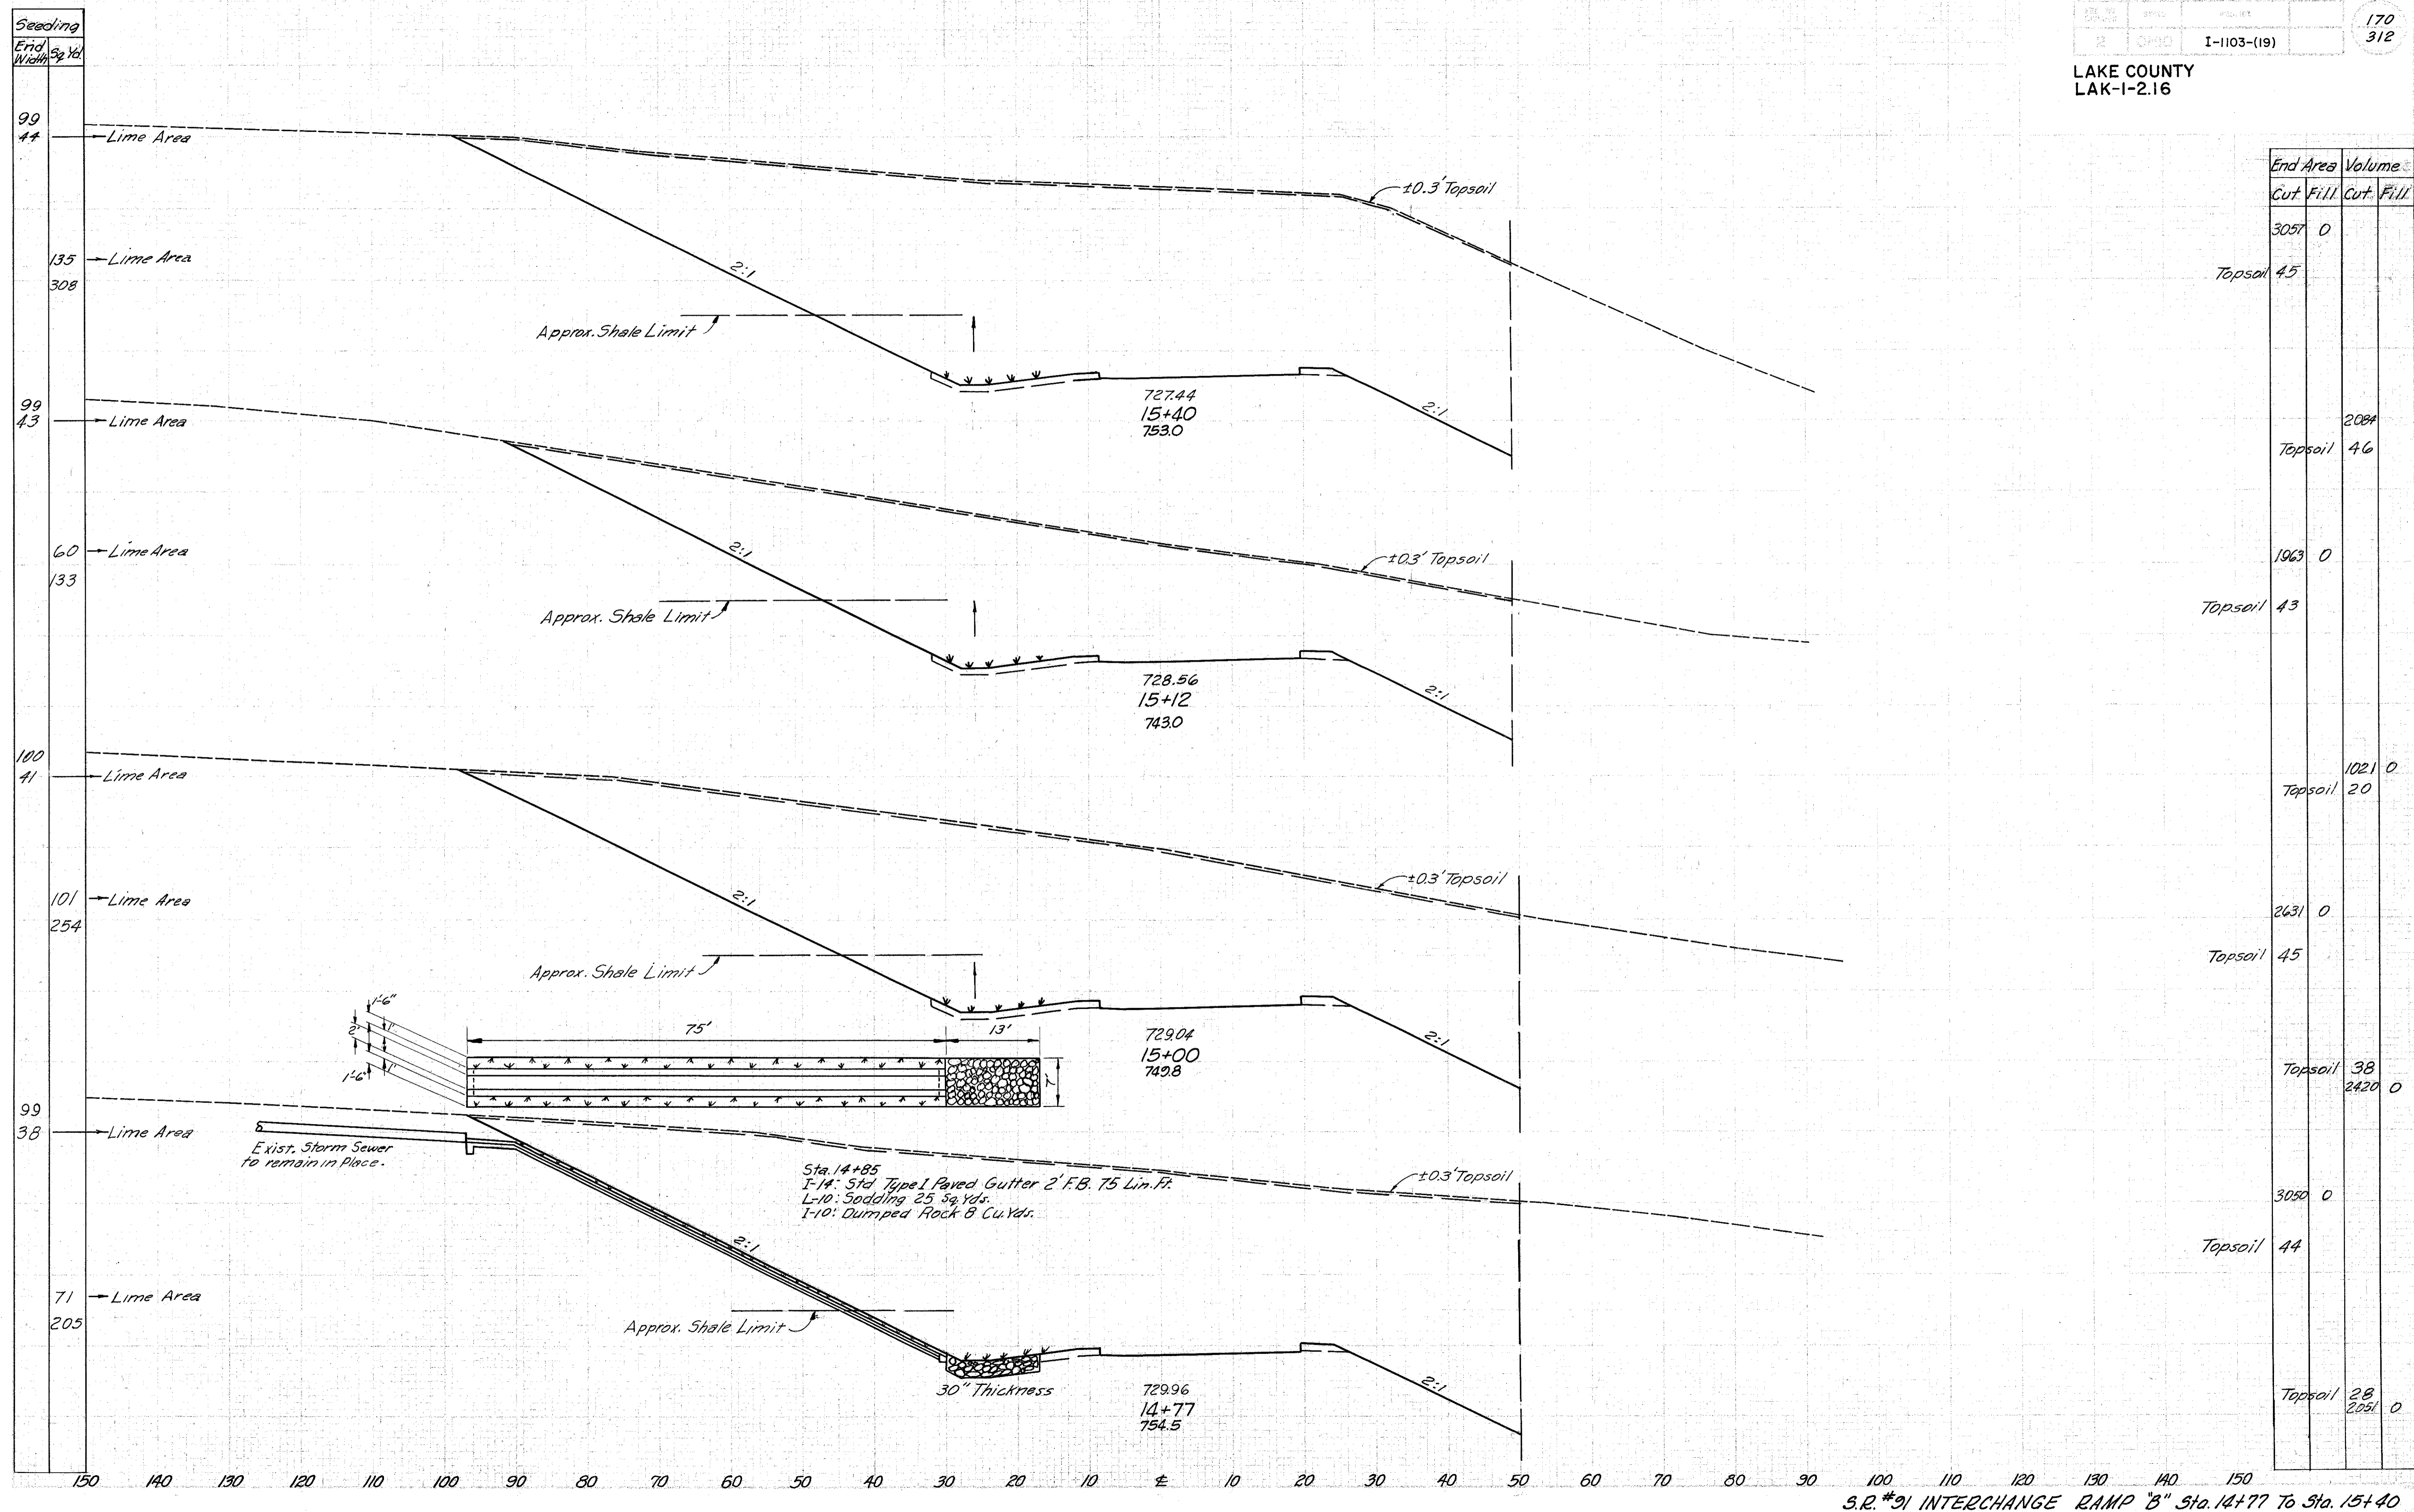 170
312
I-1103-(19)
LAKE COUNTY
LAK-1-2.16
Seeding
End Width Sq. Yd.
End Area Volume
Cut Fill Cut Fill
99
44
Lime Area
±0.3' Topsoil
3057 0
Topsoil 45
135
Lime Area
308
2:1
Approx. Shale Limit
727.44
15+40
753.0
2:1
2084
Topsoil 46
99
43
Lime Area
±0.3' Topsoil
1963 0
Topsoil 43
60
Lime Area
133
2:1
Approx. Shale Limit
728.56
15+12
743.0
2:1
1021 0
Topsoil 20
100
41
Lime Area
±0.3' Topsoil
2631 0
Topsoil 45
101
Lime Area
254
2:1
Approx. Shale Limit
729.04
15+00
749.8
2:1
Topsoil 38
2420 0
1'-6"
2'
1"
1"
1'-6"
75'
13'
7'
99
38
Lime Area
Exist. Storm Sewer
to remain in Place.
Sta. 14+85
I-14: Std Type I Paved Gutter 2' F.B. 75 Lin. Ft.
L-10: Sodding 25 Sq. Yds.
I-10: Dumped Rock 8 Cu. Yds.
±0.3' Topsoil
3050 0
Topsoil 44
71
Lime Area
205
2:1
Approx. Shale Limit
30" Thickness
729.96
14+77
754.5
2:1
Topsoil 28
2051 0
150 140 130 120 110 100 90 80 70 60 50 40 30 20 10 ℄ 10 20 30 40 50 60 70 80 90 100 110 120 130 140 150
S.R. #91 INTERCHANGE RAMP "B" Sta. 14+77 To Sta. 15+40